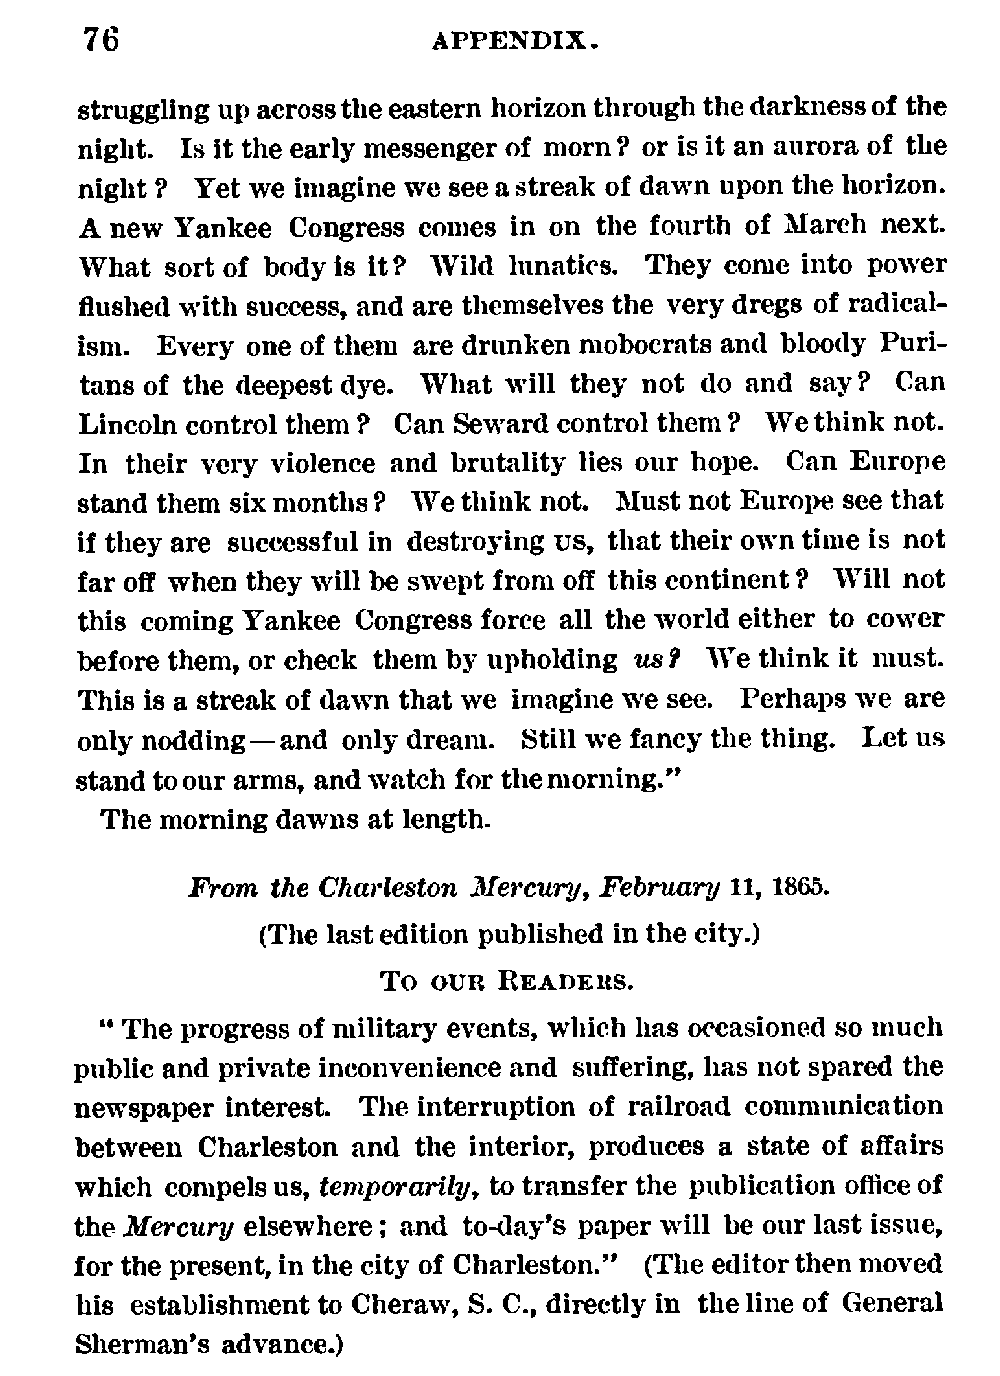 76 APPENDIX.
struggling up across the eastern horizon through the darkness of the
night. Is it the early messenger of morn? or is it an aurora of the
night? Yet we imagine we see a streak of dawn upon the horizon.
A new Yankee Congress comes in on the fourth of March next.
What sort of body is it? Wild lunatics. They come into power
flushed with success, and are themselves the very dregs of radical-
ism. Every one of them are drunken mobocrats and bloody Puri-
tans of the deepest dye. What will they not do and say? Can
Lincoln control them? Can Seward control them? We think not.
In their very violence and brutality lies our hope. Can Europe
stand them six months? We think not. Must not Europe see that
if they are successful in destroying us, that their own time is not
far off when they will be swept from off this continent? Will not
this coming Yankee Congress force all the world either to cower
before them, or check them by upholding us? We think it must.
This is a streak of dawn that we imagine we see. Perhaps we are
only nodding—and only dream. Still we fancy the thing. Let us
stand to our arms, and watch for the morning."
The morning dawns at length.
From the Charleston Mercury, February 11, 1865.
(The last edition published in the city.)
TO OUR READERS.
"The progress of military events, which has occasioned so much
public and private inconvenience and suffering, has not spared the
newspaper interest. The interruption of railroad communication
between Charleston and the interior, produces a state of affairs
which compels us, temporarily, to transfer the publication office of
the Mercury elsewhere; and to-day's paper will be our last issue,
for the present, in the city of Charleston." (The editor then moved
his establishment to Cheraw, S. C., directly in the line of General
Sherman's advance.)